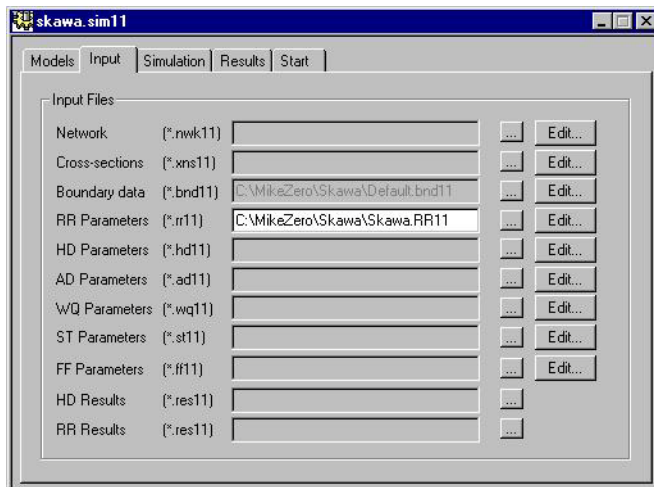 skawa.sim11
Models Input Simulation Results Start
Input Files
Network (*.nwk11) ... Edit...
Cross-sections (*.xns11) ... Edit...
Boundary data (*.bnd11) C:\MikeZero\Skawa\Default.bnd11 ... Edit...
RR Parameters (*.rr11) C:\MikeZero\Skawa\Skawa.RR11 ... Edit...
HD Parameters (*.hd11) ... Edit...
AD Parameters (*.ad11) ... Edit...
WQ Parameters (*.wq11) ... Edit...
ST Parameters (*.st11) ... Edit...
FF Parameters (*.ff11) ... Edit...
HD Results (*.res11) ...
RR Results (*.res11) ...